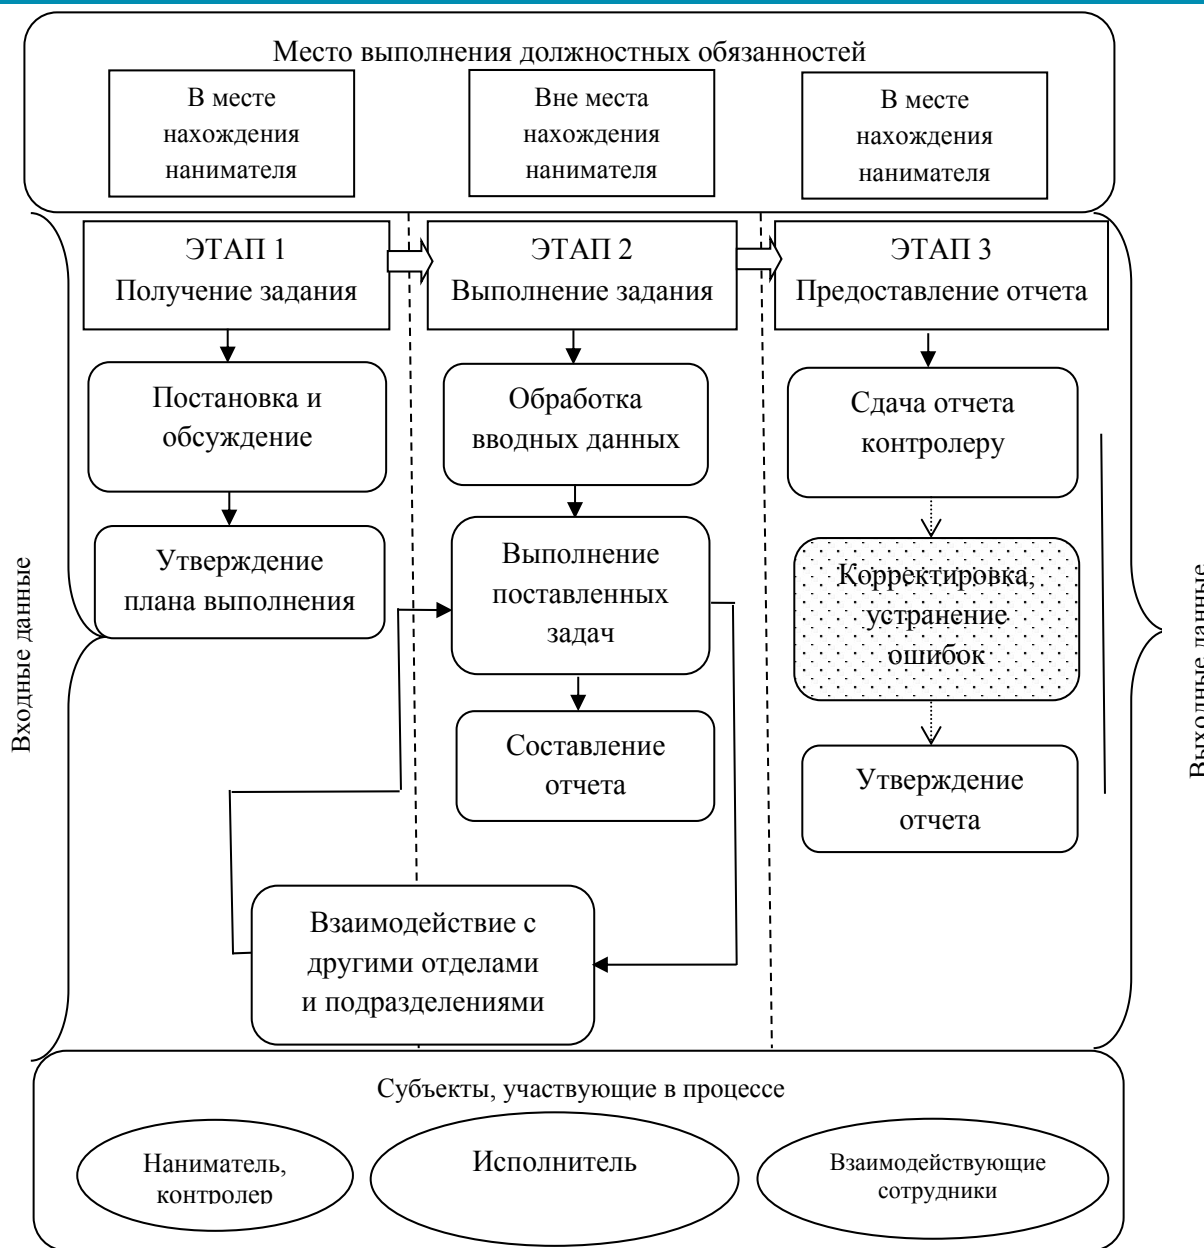 Место выполнения должностных обязанностей
В месте
нахождения
нанимателя
Вне места
нахождения
нанимателя
В месте
нахождения
нанимателя
ЭТАП 1
Получение задания
ЭТАП 2
Выполнение задания
ЭТАП 3
Предоставление отчета
Постановка и
обсуждение
Утверждение
плана выполнения
Обработка
вводных данных
Выполнение
поставленных
задач
Составление
отчета
Взаимодействие с
другими отделами
и подразделениями
Сдача отчета
контролеру
Корректировка,
устранение
ошибок
Утверждение
отчета
Входные данные
Выходные данные
Субъекты, участвующие в процессе
Наниматель,
контролер
Исполнитель
Взаимодействующие
сотрудники